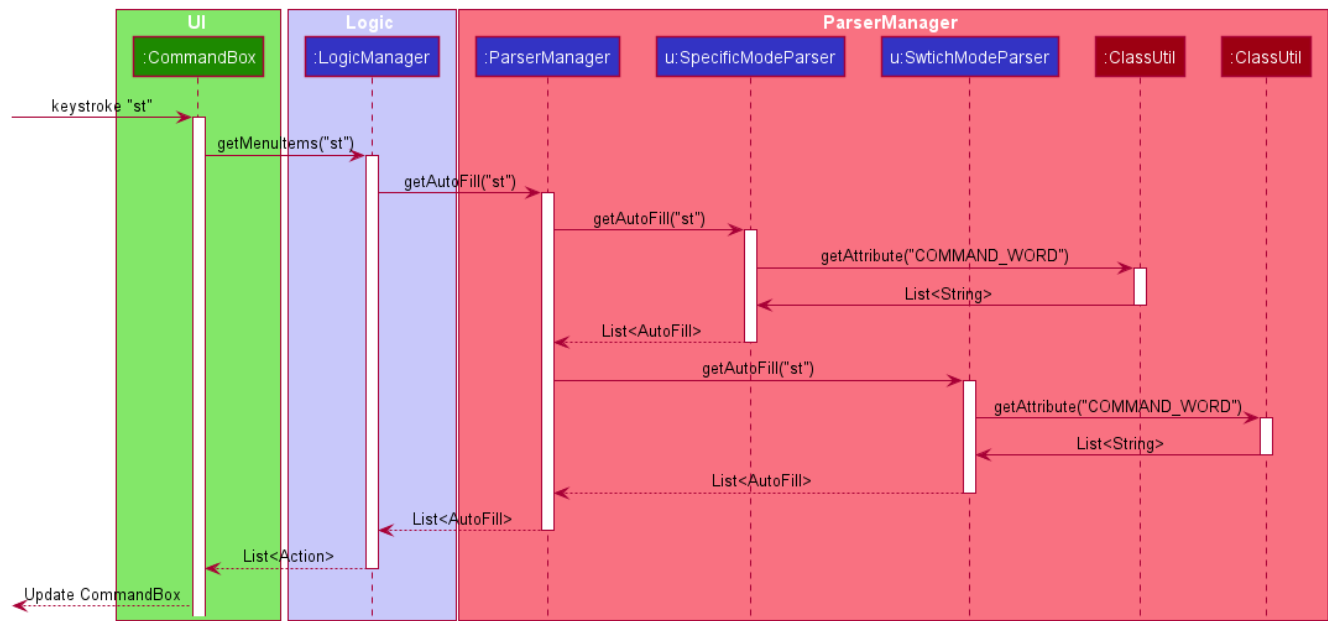 UI
Logic
ParserManager
:CommandBox
:LogicManager
:ParserManager
u:SpecificModeParser
u:SwtichModeParser
:ClassUtil
:ClassUtil
keystroke "st"
getMenuItems("st")
getAutoFill("st")
getAutoFill("st")
getAttribute("COMMAND_WORD")
List<String>
List<AutoFill>
getAutoFill("st")
getAttribute("COMMAND_WORD")
List<String>
List<AutoFill>
List<AutoFill>
List<Action>
Update CommandBox